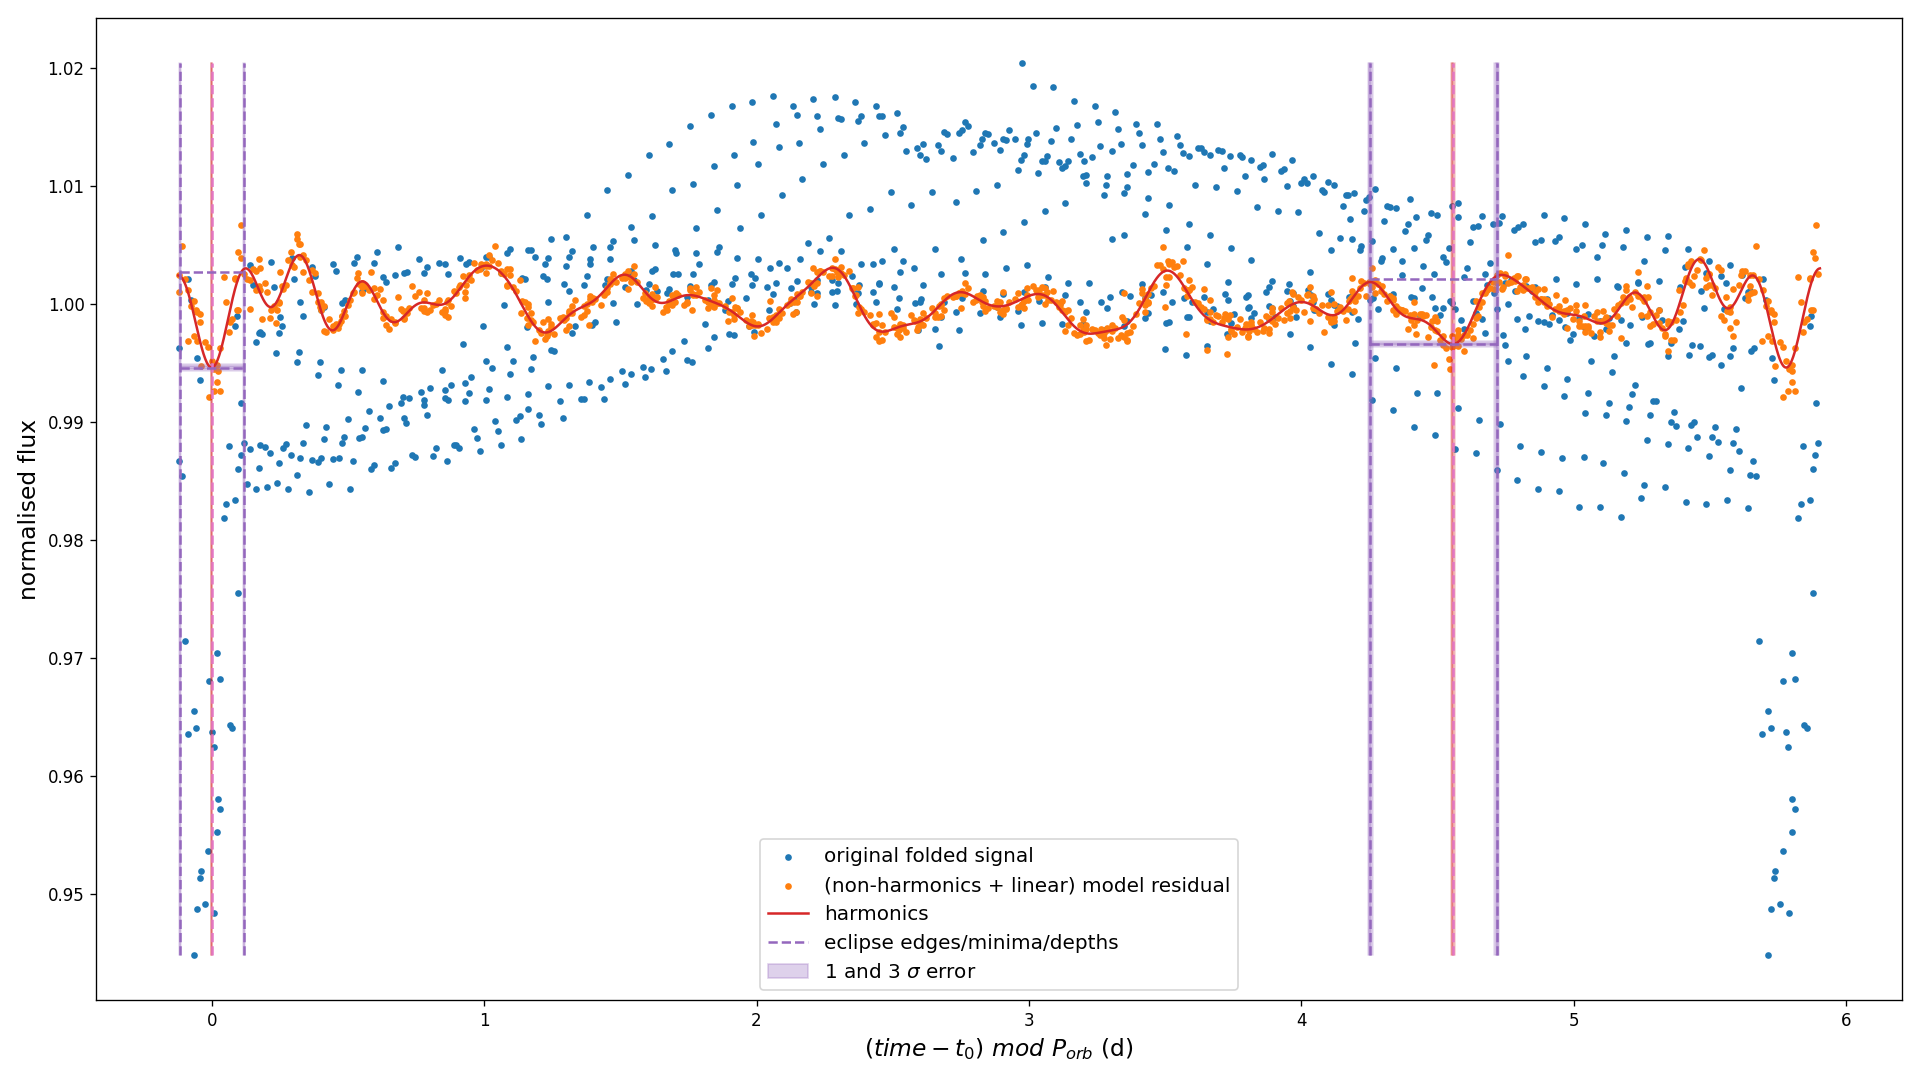 1.02
1.01
1.00
0.99
0.98
0.97
0.96
0.95
normalised flux
original folded signal
(non-harmonics + linear) model residual
harmonics
eclipse edges/minima/depths
1 and 3 σ error
0 1 2 3 4 5 6
(time − t₀) mod P_orb (d)